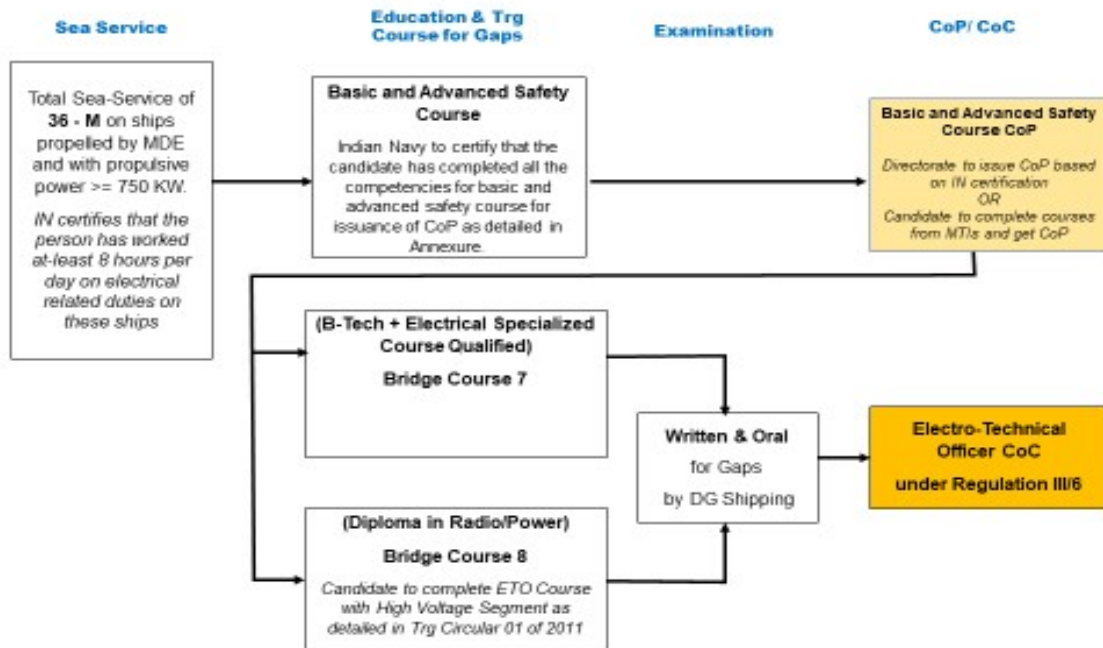 Sea Service
Education & Trg
Course for Gaps
Examination
CoP/ CoC
Total Sea-Service of
36 - M on ships
propelled by MDE
and with propulsive
power >= 750 KW.
IN certifies that the
person has worked
at-least 8 hours per
day on electrical
related duties on
these ships
Basic and Advanced Safety
Course
Indian Navy to certify that the
candidate has completed all the
competencies for basic and
advanced safety course for
issuance of CoP as detailed in
Annexure.
Basic and Advanced Safety
Course CoP
Directorate to issue CoP based
on IN certification
OR
Candidate to complete courses
from MTIs and get CoP
(B-Tech + Electrical Specialized
Course Qualified)
Bridge Course 7
Written & Oral
for Gaps
by DG Shipping
Electro-Technical
Officer CoC
under Regulation III/6
(Diploma in Radio/Power)
Bridge Course 8
Candidate to complete ETO Course
with High Voltage Segment as
detailed in Trg Circular 01 of 2011